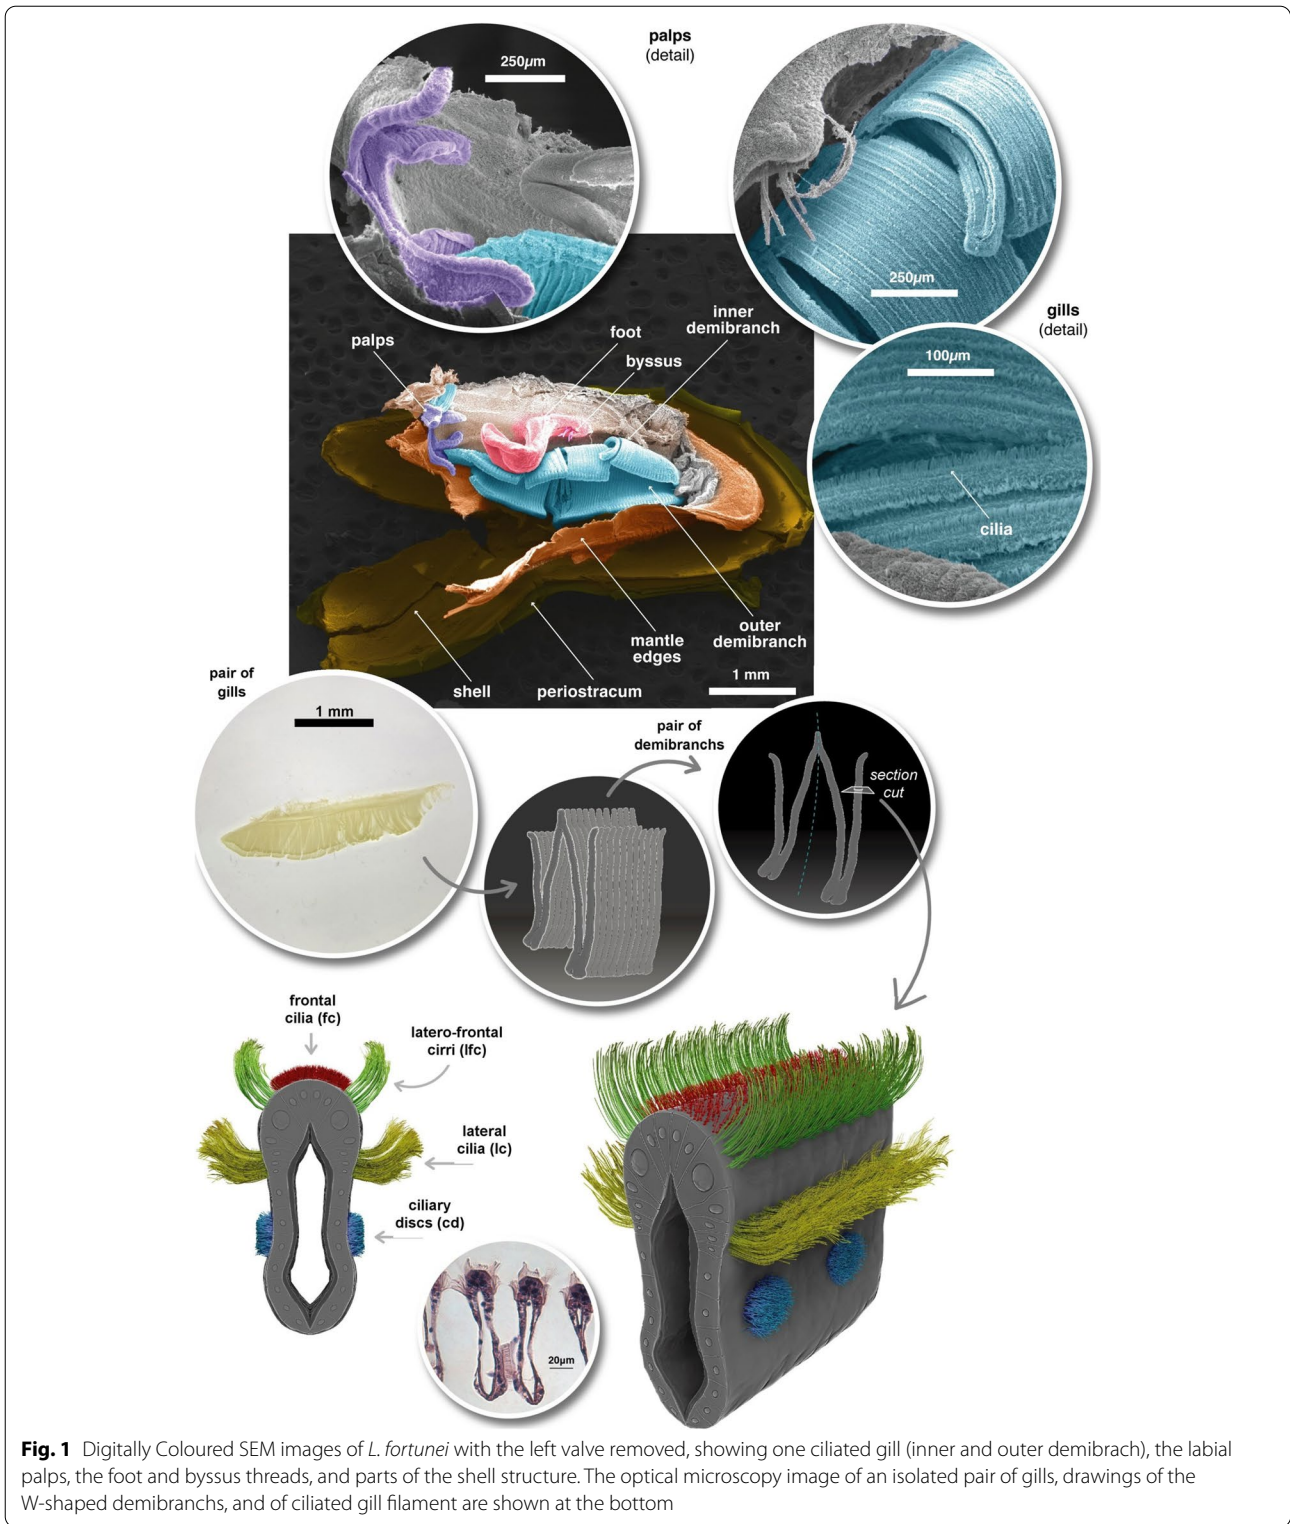 palps
(detail)
250µm
250µm
gills
(detail)
100µm
cilia
inner
demibranch
foot
palps
byssus
outer
demibranch
mantle
edges
shell
periostracum
1 mm
pair of
gills
1 mm
pair of
demibranchs
section
cut
frontal
cilia (fc)
latero-frontal
cirri (lfc)
lateral
cilia (lc)
ciliary
discs (cd)
20µm
Fig. 1 Digitally Coloured SEM images of L. fortunei with the left valve removed, showing one ciliated gill (inner and outer demibrach), the labial
palps, the foot and byssus threads, and parts of the shell structure. The optical microscopy image of an isolated pair of gills, drawings of the
W-shaped demibranchs, and of ciliated gill filament are shown at the bottom